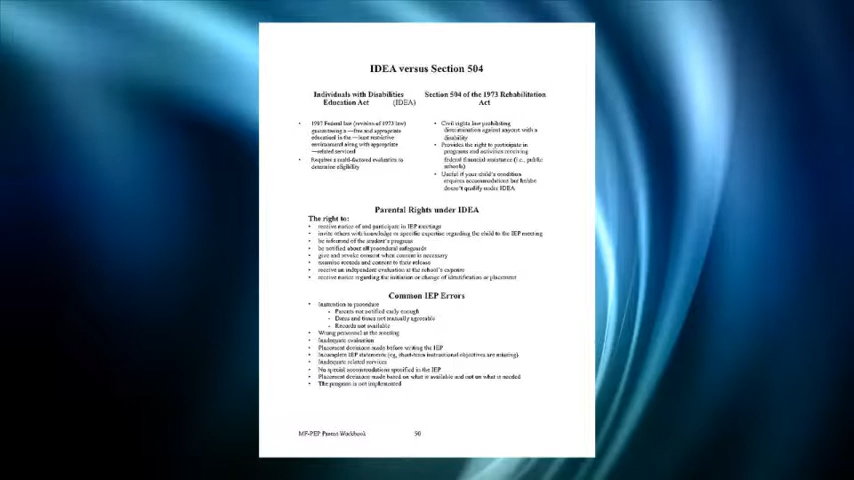 IDEA versus Section 504
Individuals with Disabilities
Education Act (IDEA)
1997 Federal law (revision of 1973 law)
guaranteeing a —free and appropriate
education in the —least restrictive
environment along with appropriate
—related services
Requires a multi-factored evaluation to
determine eligibility
Section 504 of the 1973 Rehabilitation
Act
Civil rights law prohibiting
discrimination against anyone with a
disability
Provides the right to participate in
programs and activities receiving
federal financial assistance (i.e., public
schools)
Useful if your child's condition
requires accommodations but he/she
doesn't qualify under IDEA
Parental Rights under IDEA
The right to:
receive notice of and participate in IEP meetings
invite others with knowledge or specific expertise regarding the child to the IEP meeting
be informed of the student's progress
be notified about all procedural safeguards
give and revoke consent when consent is necessary
examine records and consent to their release
receive an independent evaluation at the school's expense
receive notice regarding the initiation or change of identification or placement
Common IEP Errors
Inattention to procedure
- Parents not notified early enough
- Dates and times not mutually agreeable
- Records not available
Wrong personnel at the meeting
Inadequate evaluation
Placement decisions made before writing the IEP
Incomplete IEP statements (eg, short-term instructional objectives are missing)
Inadequate related services
No special accommodations specified in the IEP
Placement decisions made based on what is available and not on what is needed
The program is not implemented
MF-PEP Parent Workbook 90